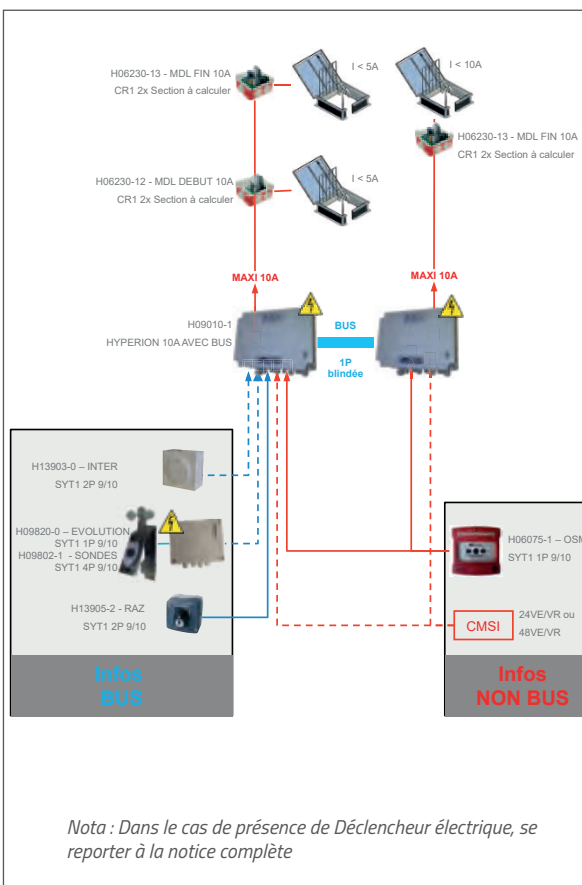 H06230-13 - MDL FIN 10A
CR1 2x Section à calculer
I < 5A
I < 10A
H06230-13 - MDL FIN 10A
CR1 2x Section à calculer
H06230-12 - MDL DEBUT 10A
CR1 2x Section à calculer
I < 5A
MAXI 10A
MAXI 10A
H09010-1
HYPERION 10A AVEC BUS
BUS
1P
blindée
H13903-0 – INTER
SYT1 2P 9/10
H09820-0 – EVOLUTION
SYT1 1P 9/10
H09802-1 - SONDES
SYT1 4P 9/10
H13905-2 - RAZ
SYT1 2P 9/10
Infos
BUS
H06075-1 – OSM
SYT1 1P 9/10
CMSI
24VE/VR ou
48VE/VR
Infos
NON BUS
Nota : Dans le cas de présence de Déclencheur électrique, se
reporter à la notice complète